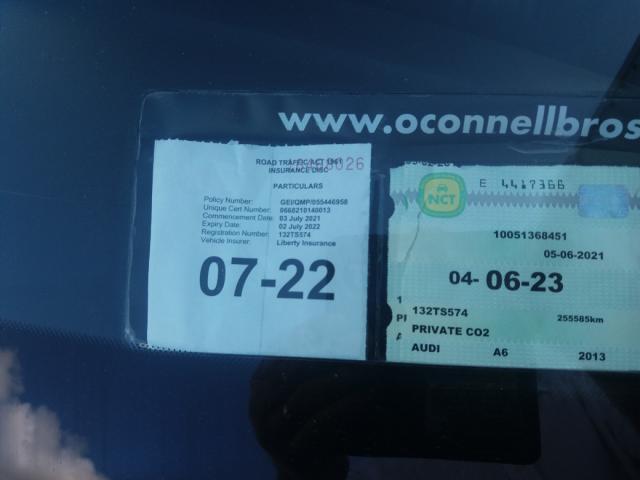 www.oconnellbros
ROAD TRAFFIC ACT 1961
INSURANCE DISC
PARTICULARS
Policy Number: GEI/QMP/055446958
Unique Cert Number: 0660210140013
Commencement Date: 03 July 2021
Expiry Date: 02 July 2022
Registration Number: 132TS574
Vehicle Insurer: Liberty Insurance
07-22
NCT
E 4417366
10051368451
05-06-2021
04- 06-23
132TS574 255585km
PRIVATE CO2
AUDI A6 2013